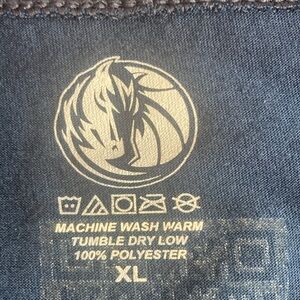 MACHINE WASH WARM
TUMBLE DRY LOW
100% POLYESTER
XL